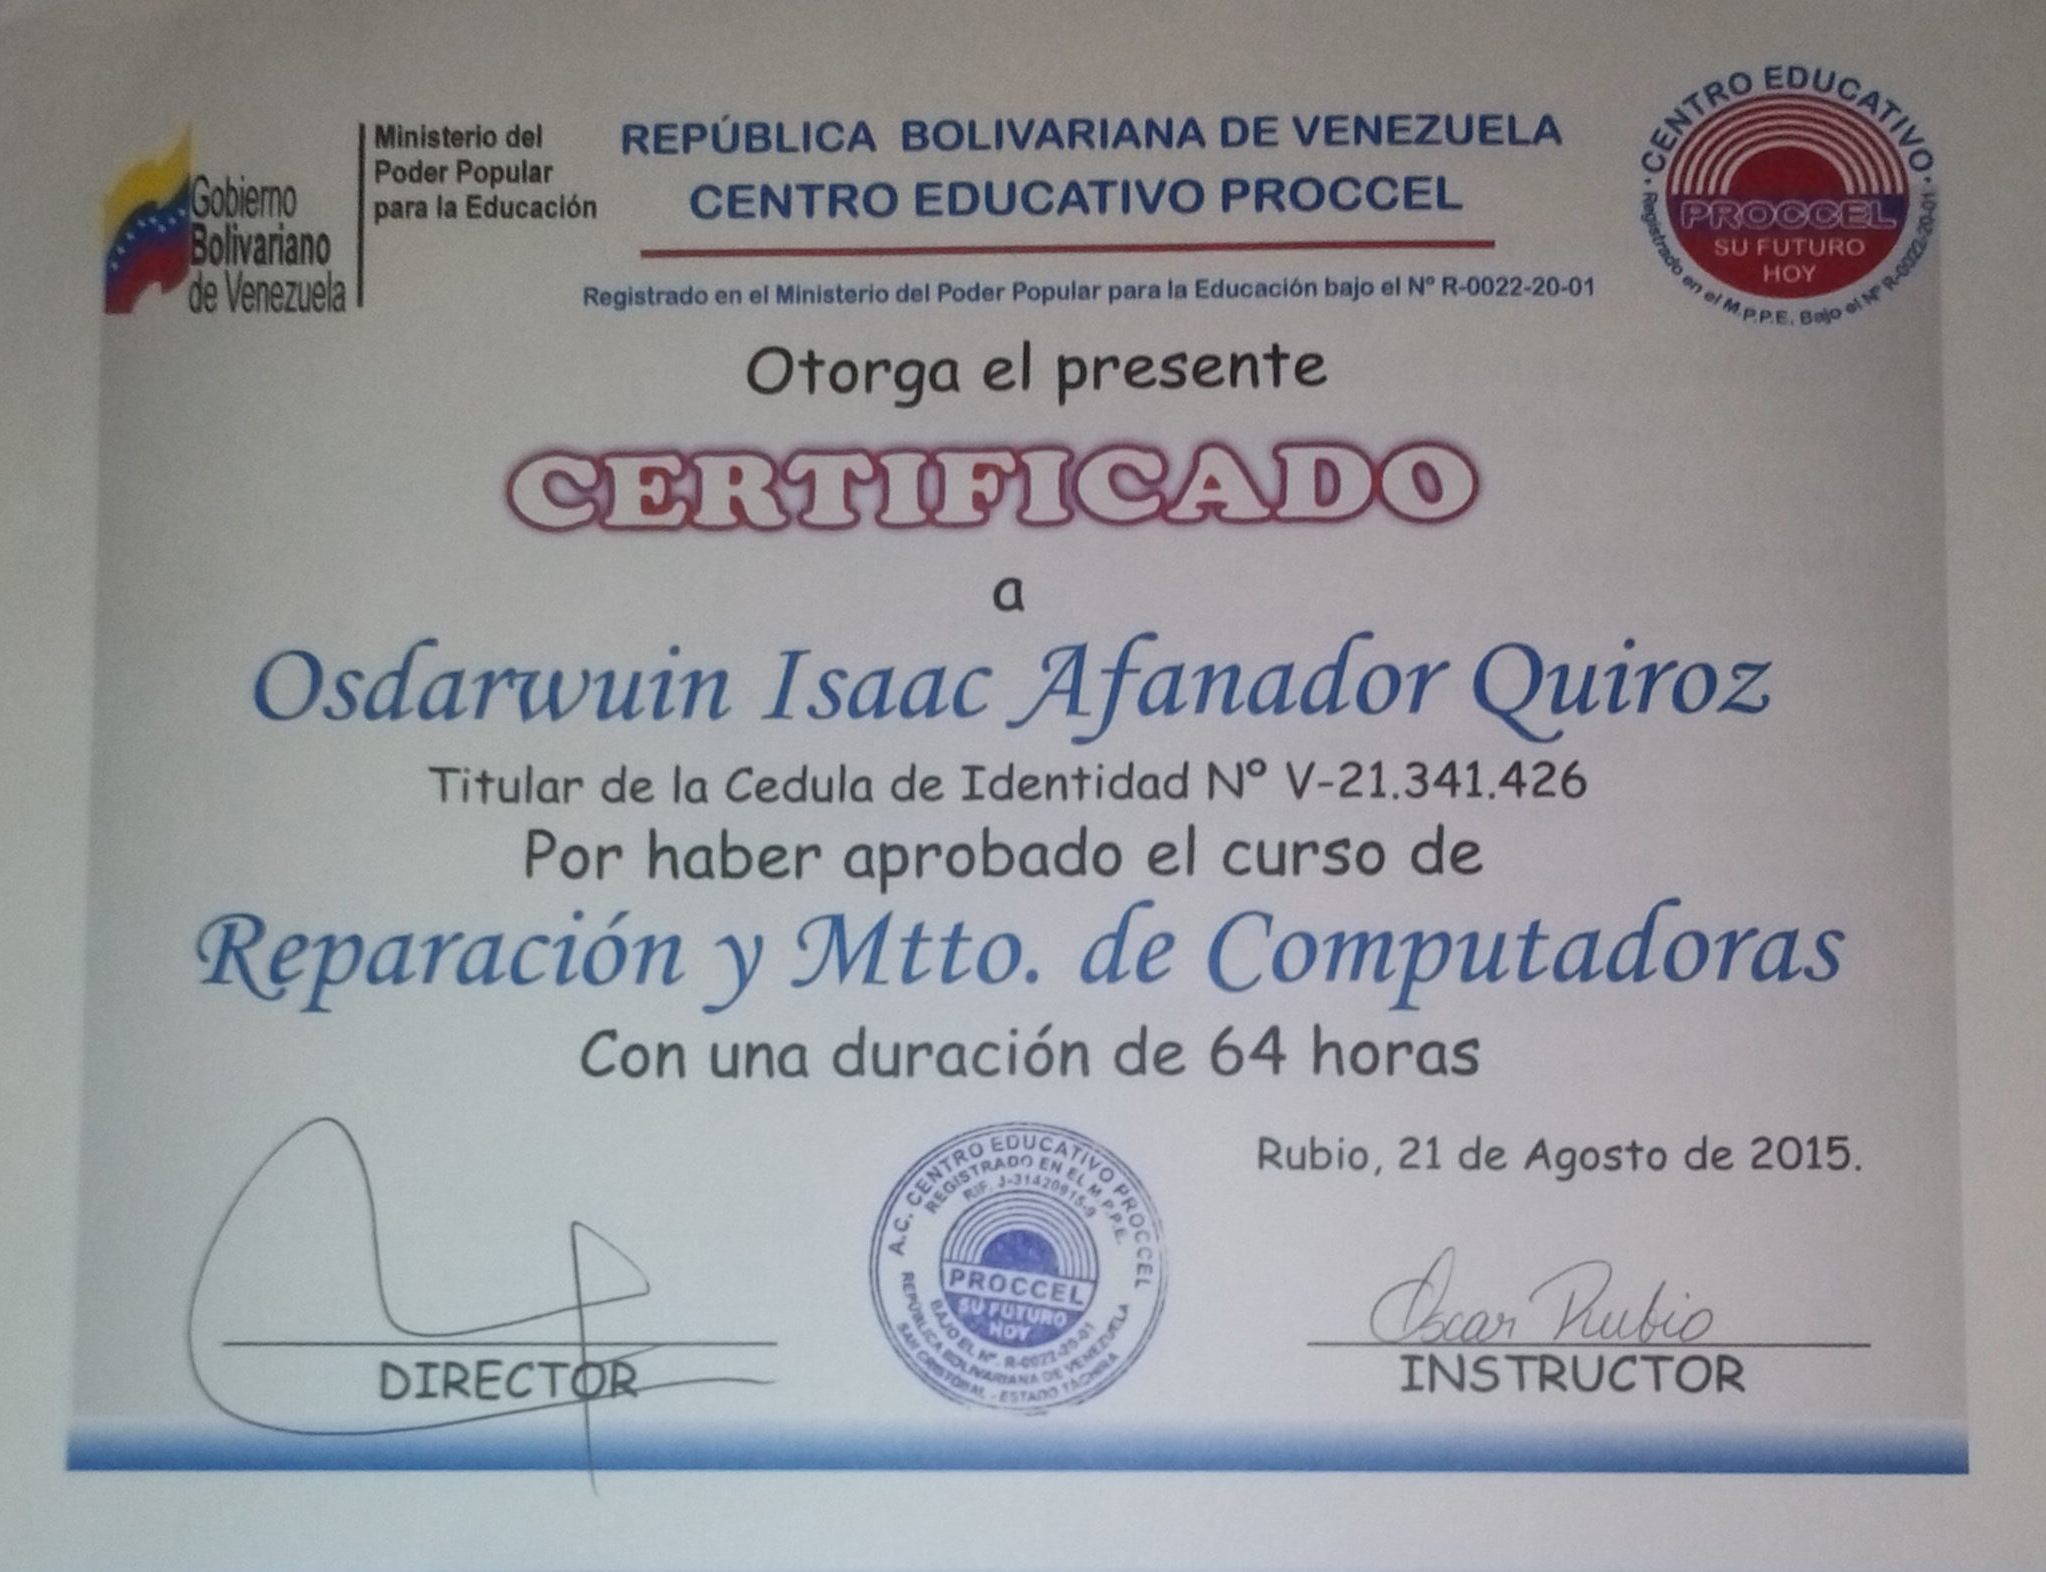 Gobierno
Bolivariano
de Venezuela
Ministerio del
Poder Popular
para la Educación
REPÚBLICA BOLIVARIANA DE VENEZUELA
CENTRO EDUCATIVO PROCCEL
Registrado en el Ministerio del Poder Popular para la Educación bajo el Nº R-0022-20-01
CENTRO EDUCATIVO
PROCCEL
SU FUTURO
HOY
Registrado en el M.P.P.E. Bajo el Nº R-0022-20-01
Otorga el presente
CERTIFICADO
a
Osdarwuin Isaac Afanador Quiroz
Titular de la Cedula de Identidad Nº V-21.341.426
Por haber aprobado el curso de
Reparación y Mtto. de Computadoras
Con una duración de 64 horas
Rubio, 21 de Agosto de 2015.
A.C. CENTRO EDUCATIVO PROCCEL
REGISTRADO EN EL M.P.P.E.
RIF. J-31420915-9
PROCCEL
SU FUTURO
HOY
BAJO EL Nº. R-0022-20-01
REPÚBLICA BOLIVARIANA DE VENEZUELA
SAN CRISTÓBAL - ESTADO TÁCHIRA
DIRECTOR
Oscar Rubio
INSTRUCTOR